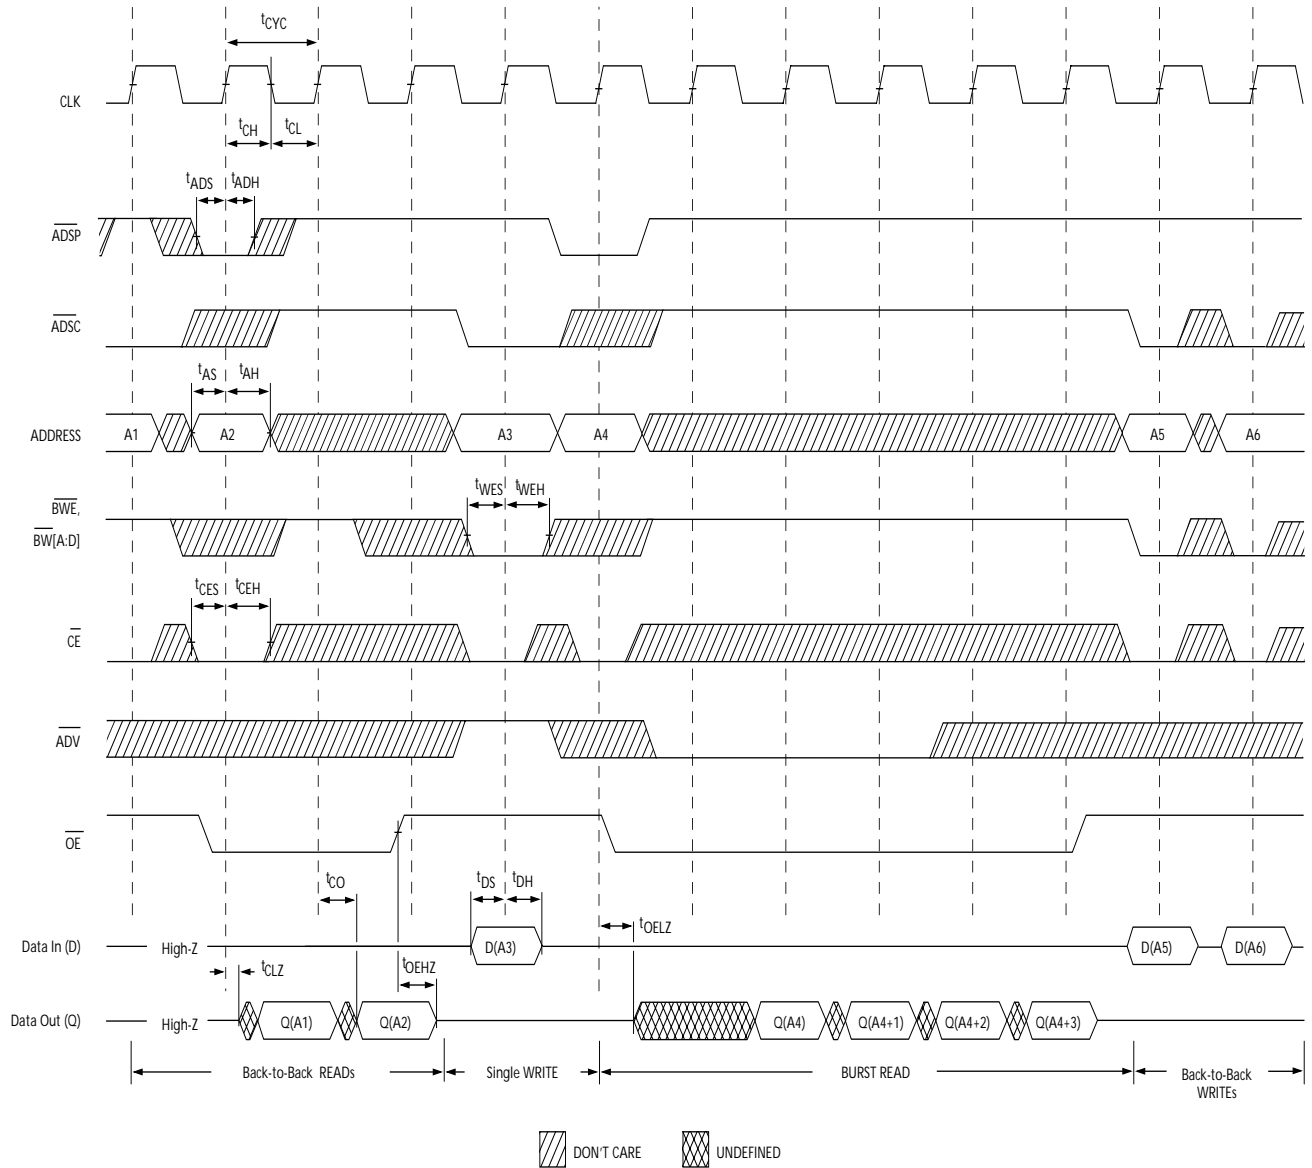 tCYC
CLK
tCH tCL
tADS tADH
ADSP
ADSC
tAS tAH
ADDRESS A1 A2 A3 A4 A5 A6
tWES tWEH
BWE,
BW[A:D]
tCES tCEH
CE
ADV
OE
tCO tDS tDH
tOELZ
Data In (D) High-Z D(A3) D(A5) D(A6)
tCLZ tOEHZ
Data Out (Q) High-Z Q(A1) Q(A2) Q(A4) Q(A4+1) Q(A4+2) Q(A4+3)
Back-to-Back READs Single WRITE BURST READ Back-to-Back
WRITEs
DON'T CARE UNDEFINED